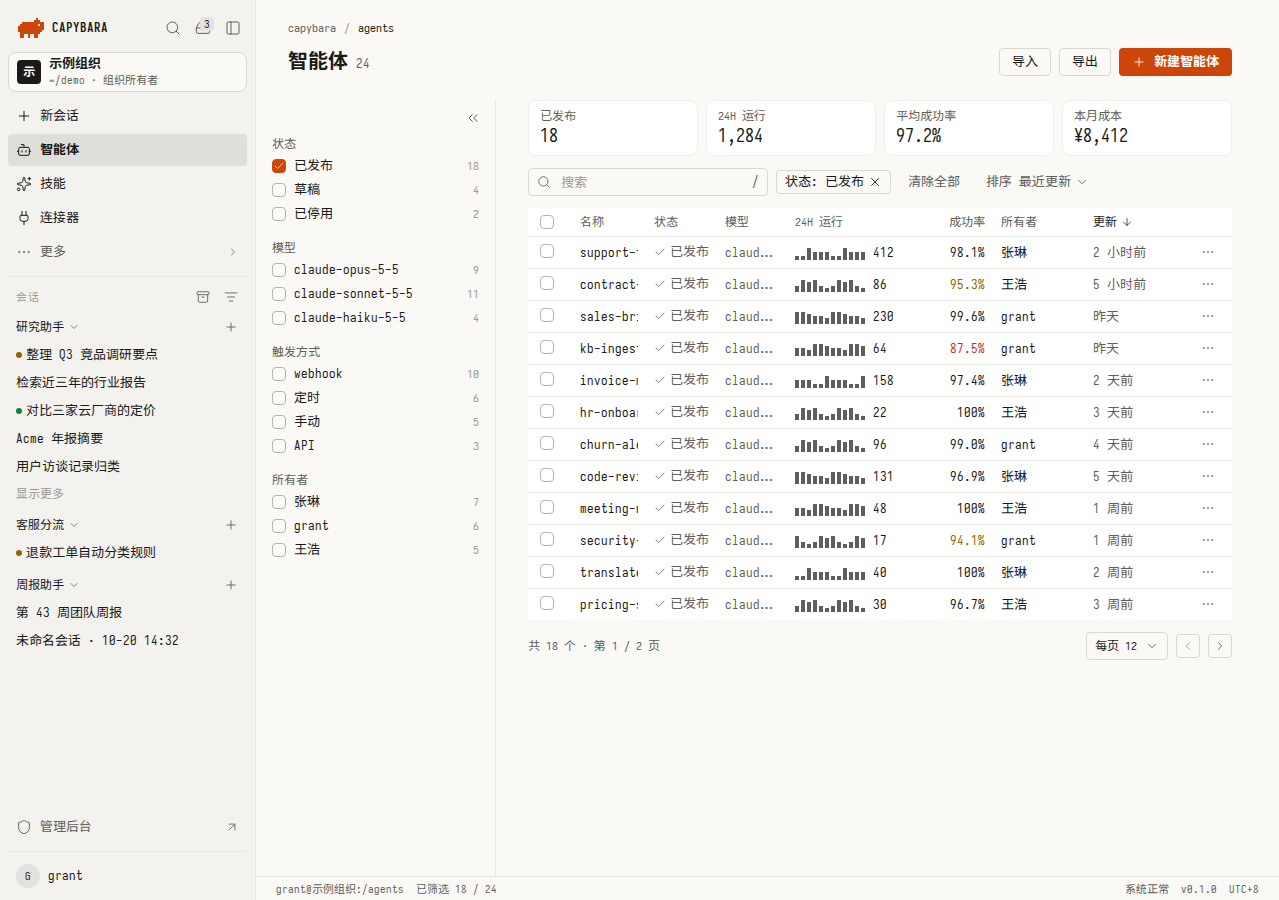 CAPYBARA
3
示
示例组织
~/demo · 组织所有者
新会话
智能体
技能
连接器
更多
会话
研究助手
整理 Q3 竞品调研要点
检索近三年的行业报告
对比三家云厂商的定价
Acme 年报摘要
用户访谈记录归类
显示更多
客服分流
退款工单自动分类规则
周报助手
第 43 周团队周报
未命名会话 · 10-20 14:32
管理后台
G grant
capybara / agents
智能体 24
导入
导出
新建智能体
状态
已发布 18
草稿 4
已停用 2
模型
claude-opus-5-5 9
claude-sonnet-5-5 11
claude-haiku-5-5 4
触发方式
webhook 10
定时 6
手动 5
API 3
所有者
张琳 7
grant 6
王浩 5
已发布
18
24H 运行
1,284
平均成功率
97.2%
本月成本
¥8,412
搜索 /
状态: 已发布
清除全部
排序 最近更新
名称 状态 模型 24H 运行 成功率 所有者 更新
support- 已发布 claud... 412 98.1% 张琳 2 小时前
contract- 已发布 claud... 86 95.3% 王浩 5 小时前
sales-bri 已发布 claud... 230 99.6% grant 昨天
kb-inges 已发布 claud... 64 87.5% grant 昨天
invoice- 已发布 claud... 158 97.4% 张琳 2 天前
hr-onboa 已发布 claud... 22 100% 王浩 3 天前
churn-ale 已发布 claud... 96 99.0% grant 4 天前
code-revi 已发布 claud... 131 96.9% 张琳 5 天前
meeting- 已发布 claud... 48 100% 王浩 1 周前
security- 已发布 claud... 17 94.1% grant 1 周前
translate 已发布 claud... 40 100% 张琳 2 周前
pricing-s 已发布 claud... 30 96.7% 王浩 3 周前
共 18 个 · 第 1 / 2 页
每页 12
grant@示例组织:/agents 已筛选 18 / 24
系统正常 v0.1.0 UTC+8